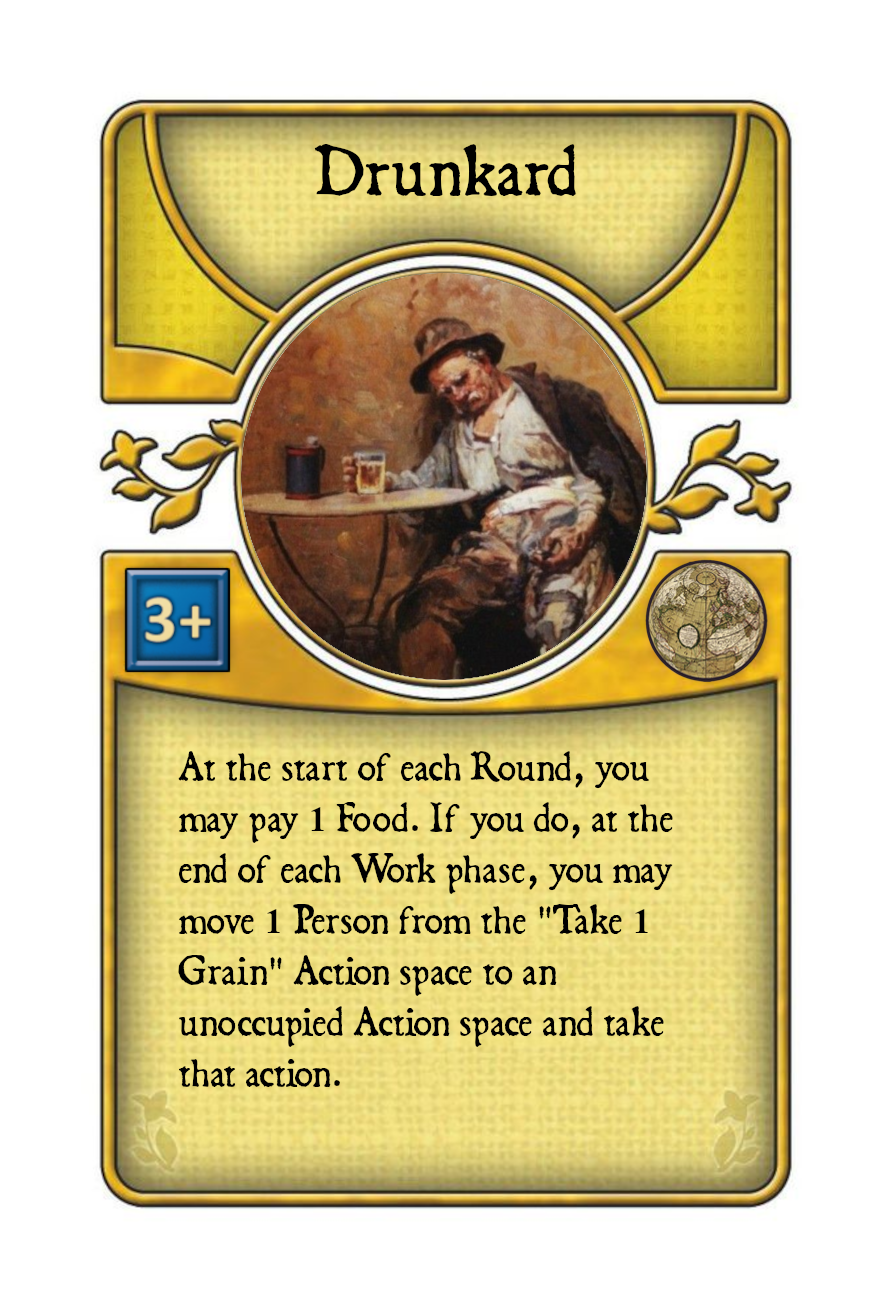 Drunkard
3+
At the start of each Round, you
may pay 1 Food. If you do, at the
end of each Work phase, you may
move 1 Person from the "Take 1
Grain" Action space to an
unoccupied Action space and take
that action.